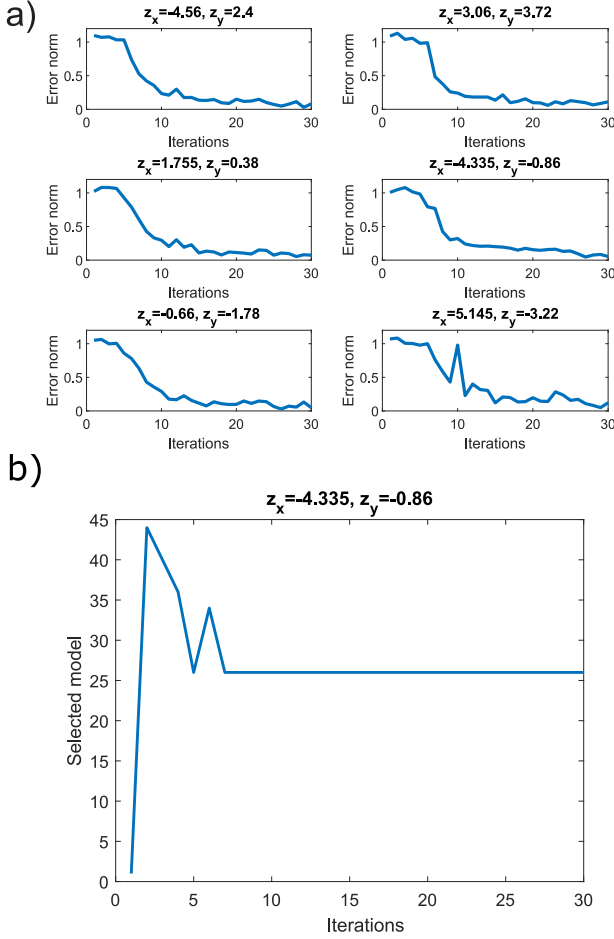 a)
z_x=-4.56, z_y=2.4
1
0.5
0
Error norm
0
10
20
30
Iterations
z_x=3.06, z_y=3.72
1
0.5
0
Error norm
0
10
20
30
Iterations
z_x=1.755, z_y=0.38
1
0.5
0
Error norm
0
10
20
30
Iterations
z_x=-4.335, z_y=-0.86
1
0.5
0
Error norm
0
10
20
30
Iterations
z_x=-0.66, z_y=-1.78
1
0.5
0
Error norm
0
10
20
30
Iterations
z_x=5.145, z_y=-3.22
1
0.5
0
Error norm
0
10
20
30
Iterations
b)
z_x=-4.335, z_y=-0.86
45
40
35
30
25
20
15
10
5
0
Selected model
0
5
10
15
20
25
30
Iterations